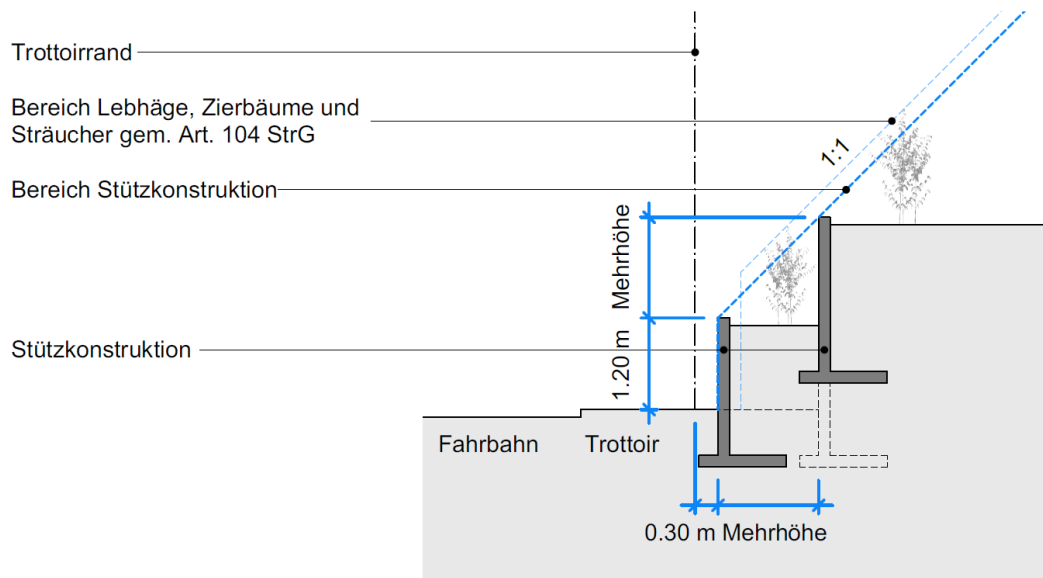 Trottoirrand
Bereich Lebhäge, Zierbäume und
Sträucher gem. Art. 104 StrG
1:1
Bereich Stützkonstruktion
Mehrhöhe
1.20 m
Stützkonstruktion
Fahrbahn
Trottoir
0.30 m Mehrhöhe